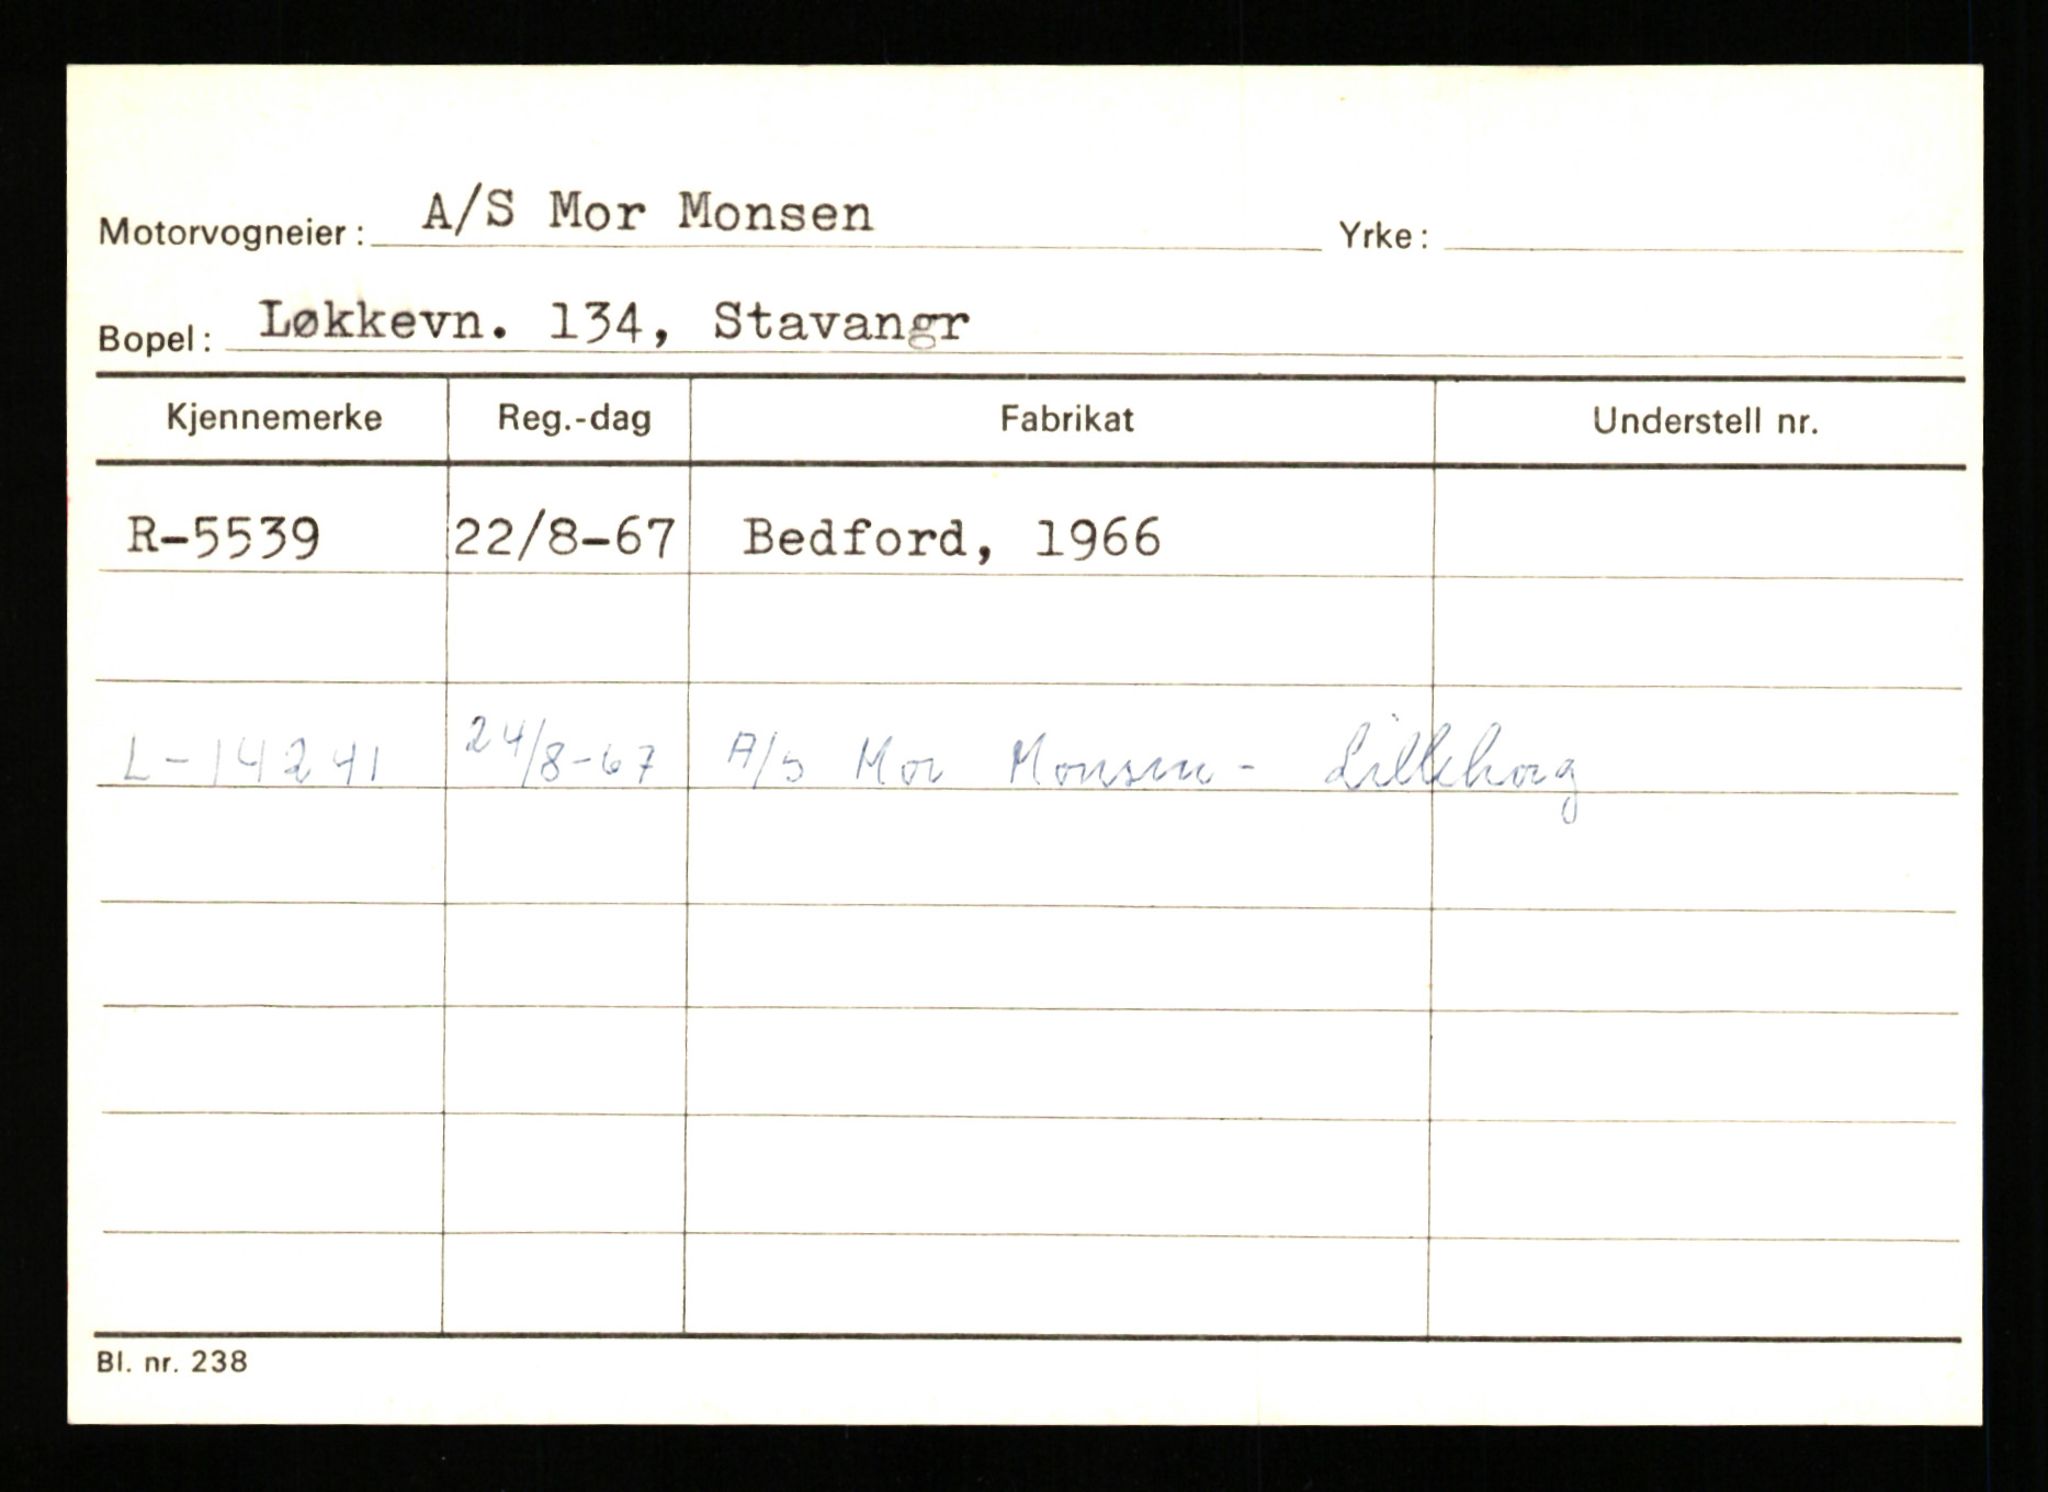 Motorvogneier: A/S Mor Monsen Yrke:
Bopel: Løkkevn. 134, Stavangr
Kjennemerke Reg.-dag Fabrikat Understell nr.
R-5539 22/8-67 Bedford, 1966
L-14241 24/8-67 A/S Mor Monsen -
Bl. nr. 238